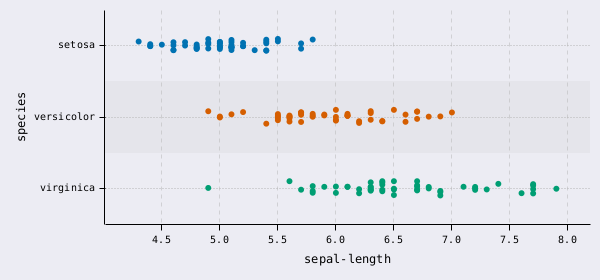 setosa
versicolor
virginica
species
4.5 5.0 5.5 6.0 6.5 7.0 7.5 8.0
sepal-length